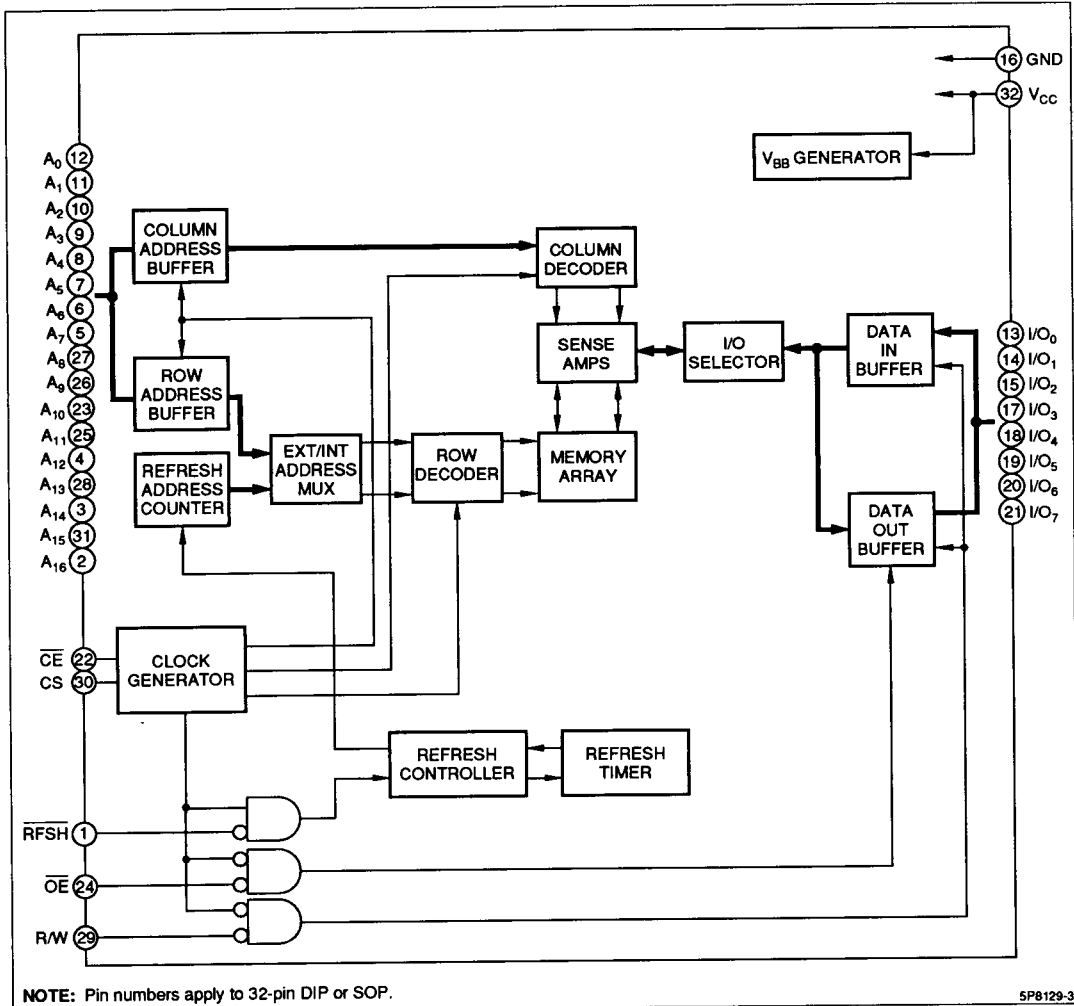 16 GND
32 VCC
VBB GENERATOR
A0 12
A1 11
A2 10
A3 9
A4 8
A5 7
A6 6
A7 5
A8 27
A9 26
A10 23
A11 25
A12 4
A13 28
A14 3
A15 31
A16 2
COLUMN
ADDRESS
BUFFER
COLUMN
DECODER
SENSE
AMPS
I/O
SELECTOR
DATA
IN
BUFFER
13 I/O0
14 I/O1
15 I/O2
17 I/O3
18 I/O4
19 I/O5
20 I/O6
21 I/O7
ROW
ADDRESS
BUFFER
EXT/INT
ADDRESS
MUX
ROW
DECODER
MEMORY
ARRAY
REFRESH
ADDRESS
COUNTER
DATA
OUT
BUFFER
CE 22
CS 30
CLOCK
GENERATOR
REFRESH
CONTROLLER
REFRESH
TIMER
RFSH 1
OE 24
R/W 29
NOTE: Pin numbers apply to 32-pin DIP or SOP.
5P8129-3